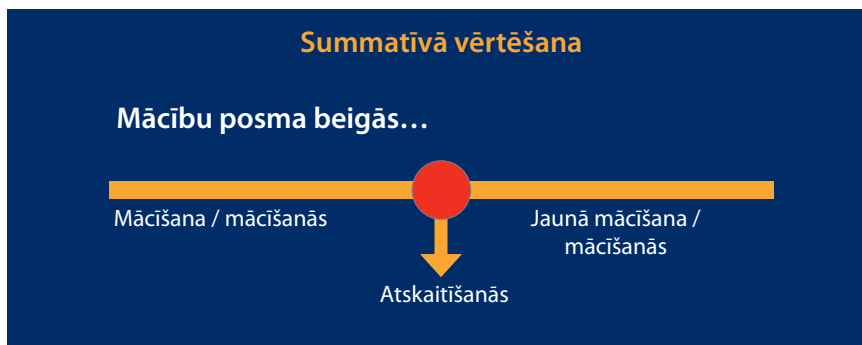 Summatīvā vērtēšana
Mācību posma beigās…
Mācīšana / mācīšanās
Jaunā mācīšana /
mācīšanās
Atskaitīšanās